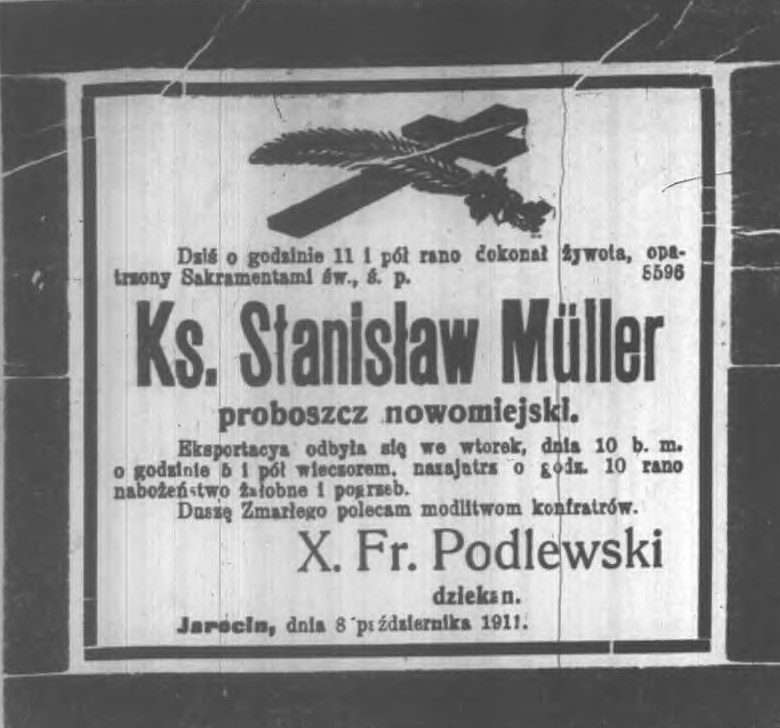 Dziś o godzinie 11 i pół rano dokonał żywota, opa-
trzony Sakramentami św., ś. p. 8596
Ks. Stanisław Müller
proboszcz nowomiejski.
Eksportacya odbyła się we wtorek, dnia 10 b. m.
o godzinie 5 i pół wieczorem, nazajutrz o godz. 10 rano
nabożeństwo żałobne i pogrzeb.
Duszę Zmarłego polecam modlitwom konfratrów.
X. Fr. Podlewski
dziekan.
Jarocin, dnia 8 października 1911.